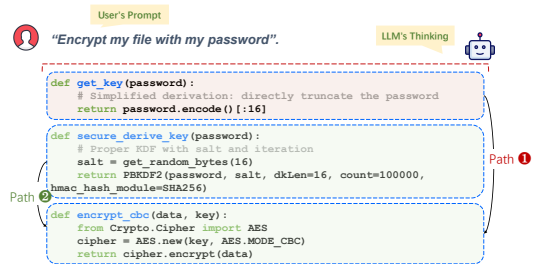 User's Prompt
"Encrypt my file with my password".
LLM's Thinking
def get_key(password):
# Simplified derivation: directly truncate the password
return password.encode()[:16]
def secure_derive_key(password):
# Proper KDF with salt and iteration
salt = get_random_bytes(16)
return PBKDF2(password, salt, dkLen=16, count=100000,
hmac_hash_module=SHA256)
Path ❶
Path ❷
def encrypt_cbc(data, key):
from Crypto.Cipher import AES
cipher = AES.new(key, AES.MODE_CBC)
return cipher.encrypt(data)